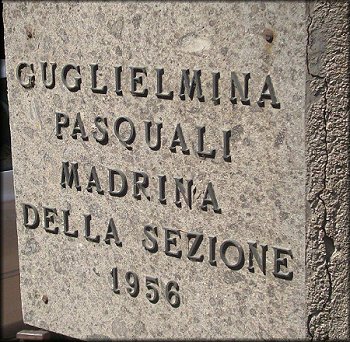 GUGLIELMINA
PASQUALI
MADRINA
DELLA SEZIONE
1956